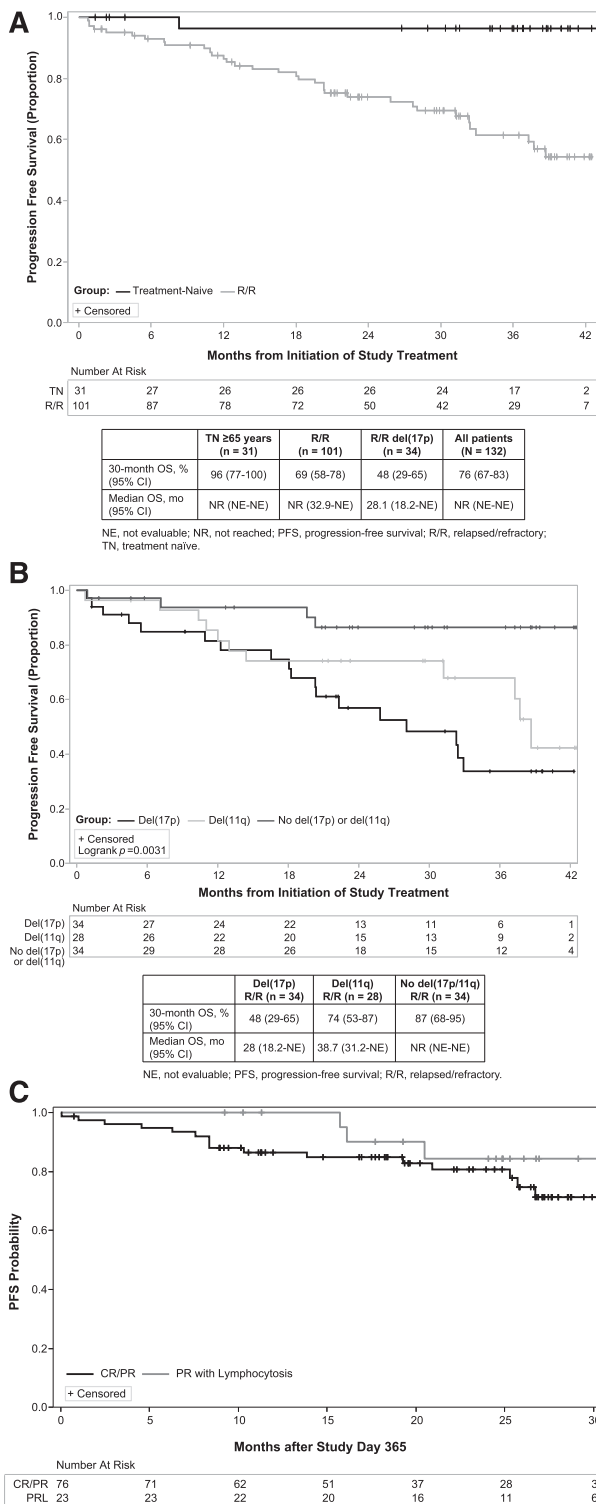 A
Progression Free Survival (Proportion)
1.0
0.8
0.6
0.4
0.2
0.0
Group: Treatment-Naive R/R
+ Censored
0 6 12 18 24 30 36 42
Months from Initiation of Study Treatment
Number At Risk
TN 31 27 26 26 26 24 17 2
R/R 101 87 78 72 50 42 29 7
TN ≥65 years (n = 31) R/R (n = 101) R/R del(17p) (n = 34) All patients (N = 132)
30-month OS, % (95% CI) 96 (77-100) 69 (58-78) 48 (29-65) 76 (67-83)
Median OS, mo (95% CI) NR (NE-NE) NR (32.9-NE) 28.1 (18.2-NE) NR (NE-NE)
NE, not evaluable; NR, not reached; PFS, progression-free survival; R/R, relapsed/refractory;
TN, treatment naïve.
B
Progression Free Survival (Proportion)
1.0
0.8
0.6
0.4
0.2
0.0
Group: Del(17p) Del(11q) No del(17p) or del(11q)
+ Censored
Logrank p=0.0031
0 6 12 18 24 30 36 42
Months from Initiation of Study Treatment
Number At Risk
Del(17p) 34 27 24 22 13 11 6 1
Del(11q) 28 26 22 20 15 13 9 2
No del(17p) or del(11q) 34 29 28 26 18 15 12 4
Del(17p) R/R (n = 34) Del(11q) R/R (n = 28) No del(17p/11q) R/R (n = 34)
30-month OS, % (95% CI) 48 (29-65) 74 (53-87) 87 (68-95)
Median OS, mo (95% CI) 28 (18.2-NE) 38.7 (31.2-NE) NR (NE-NE)
NE, not evaluable; PFS, progression-free survival; R/R, relapsed/refractory.
C
PFS Probability
1.0
0.8
0.6
0.4
0.2
0.0
CR/PR PR with Lymphocytosis
+ Censored
0 5 10 15 20 25
Months after Study Day 365
Number At Risk
CR/PR 76 71 62 51 37 28
PRL 23 23 22 20 16 11